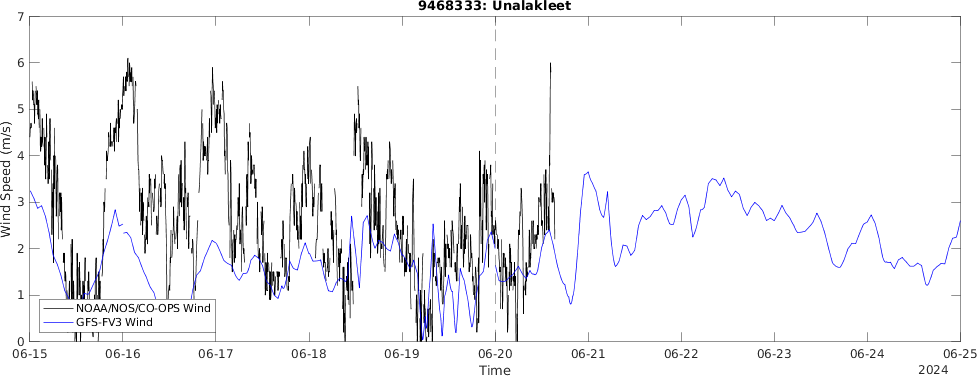 9468333: Unalakleet
7
6
5
4
3
2
1
0
Wind Speed (m/s)
NOAA/NOS/CO-OPS Wind
GFS-FV3 Wind
06-15 06-16 06-17 06-18 06-19 06-20 06-21 06-22 06-23 06-24 06-25
Time
2024